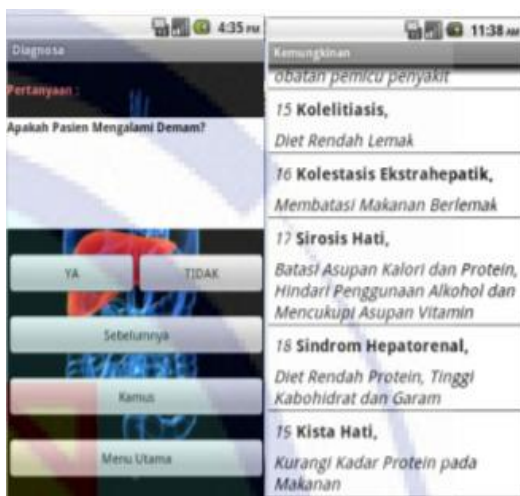 4:35 PM
Diagnosa
Pertanyaan :
Apakah Pasien Mengalami Demam?
YA
TIDAK
Sebelumnya
Kamus
Menu Utama
11:38 AM
Kemungkinan
obatan pemicu penyakit
15 Kolelitiasis,
Diet Rendah Lemak
16 Kolestasis Ekstrahepatik,
Membatasi Makanan Berlemak
17 Sirosis Hati,
Batasi Asupan Kalori dan Protein,
Hindari Penggunaan Alkohol dan
Mencukupi Asupan Vitamin
18 Sindrom Hepatorenal,
Diet Rendah Protein, Tinggi
Kabohidrat dan Garam
19 Kista Hati,
Kurangi Kadar Protein pada
Makanan